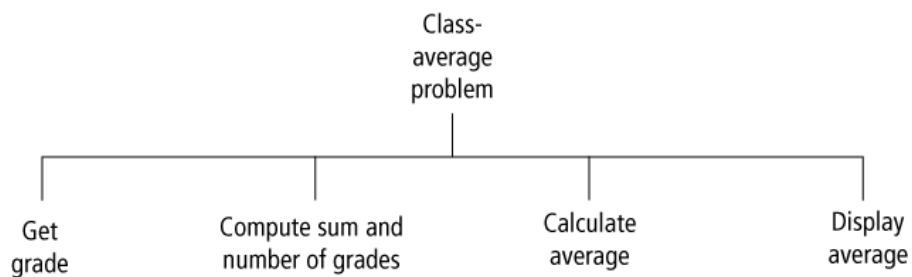 Class-
average
problem
Get
grade
Compute sum and
number of grades
Calculate
average
Display
average